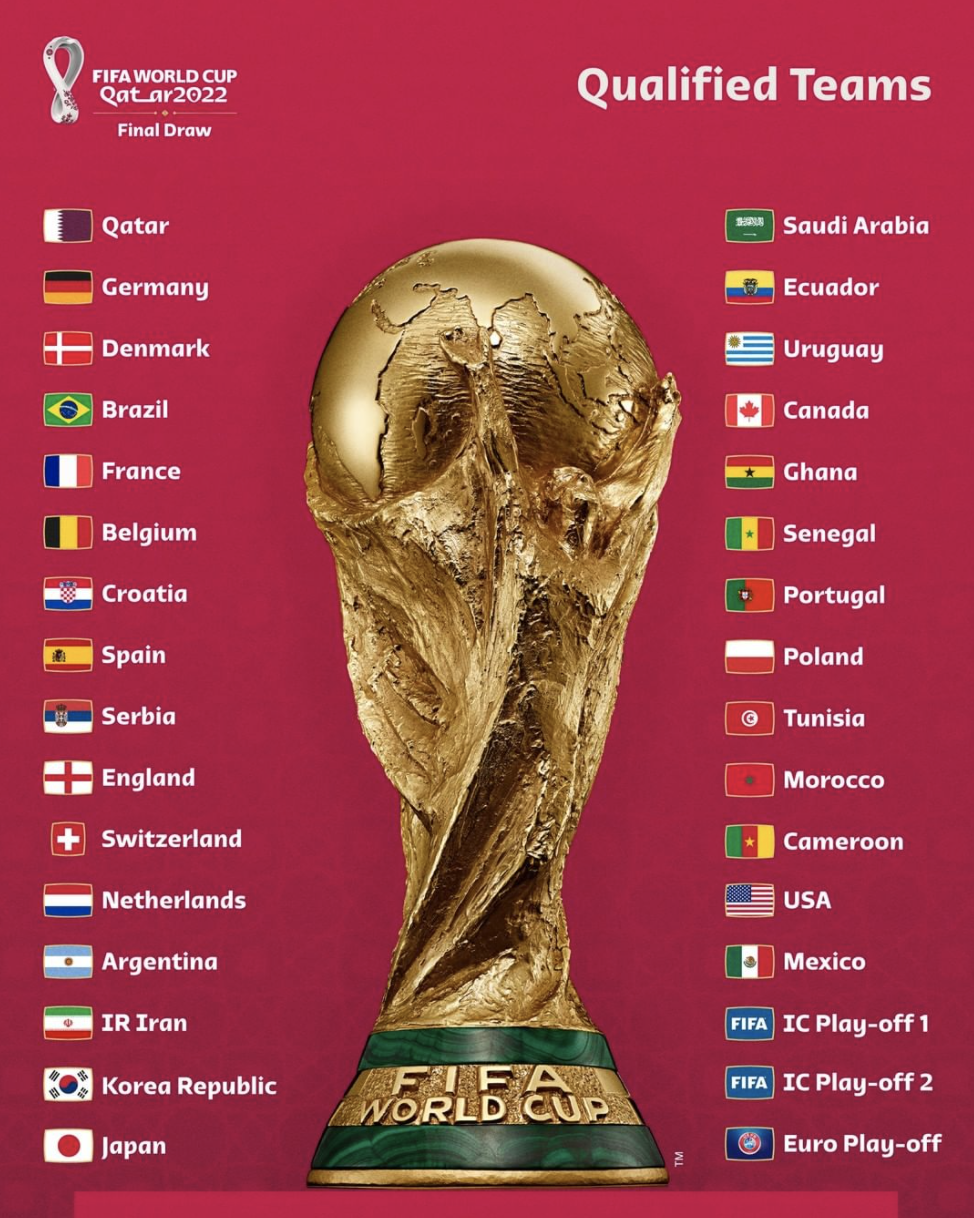 FIFA WORLD CUP
Qatar2022
Final Draw
Qualified Teams
Qatar
Germany
Denmark
Brazil
France
Belgium
Croatia
Spain
Serbia
England
Switzerland
Netherlands
Argentina
IR Iran
Korea Republic
Japan
Saudi Arabia
Ecuador
Uruguay
Canada
Ghana
Senegal
Portugal
Poland
Tunisia
Morocco
Cameroon
USA
Mexico
FIFA IC Play-off 1
FIFA IC Play-off 2
Euro Play-off
FIFA
WORLD CUP
TM